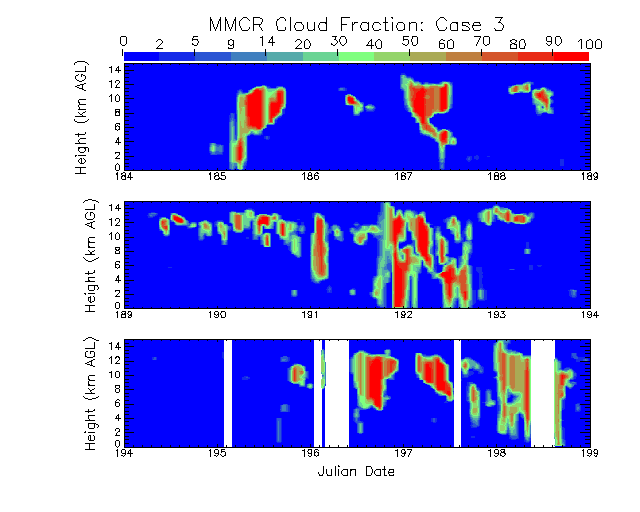 MMCR Cloud Fraction: Case 3
0 2 5 9 14 20 30 40 50 60 70 80 90 100
Height (km AGL)
14
12
10
8
6
4
2
0
184 185 186 187 188 189
Height (km AGL)
14
12
10
8
6
4
2
0
189 190 191 192 193 194
Height (km AGL)
14
12
10
8
6
4
2
0
194 195 196 197 198 199
Julian Date